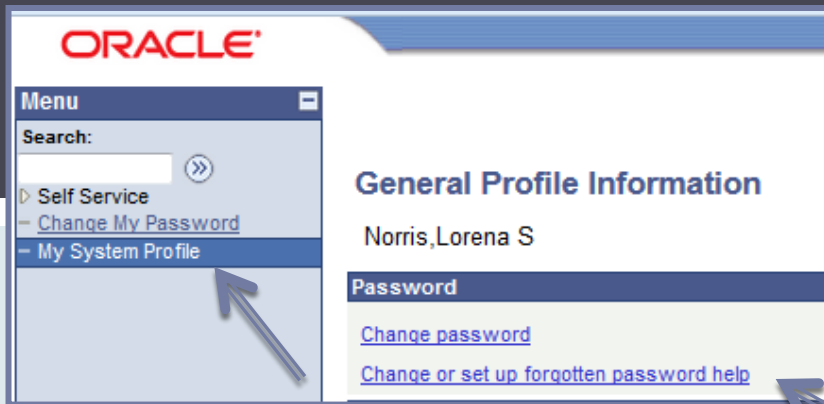 ORACLE
Menu
Search:
Self Service
Change My Password
My System Profile
General Profile Information
Norris,Lorena S
Password
Change password
Change or set up forgotten password help